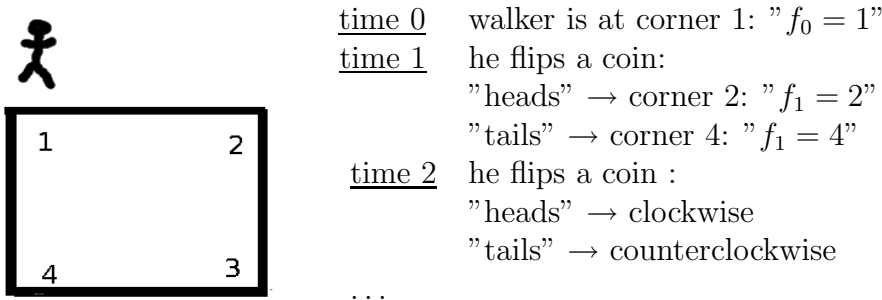 time 0 walker is at corner 1: "f₀ = 1"
time 1 he flips a coin:
"heads" → corner 2: "f₁ = 2"
"tails" → corner 4: "f₁ = 4"
time 2 he flips a coin :
"heads" → clockwise
"tails" → counterclockwise
...
1 2
4 3